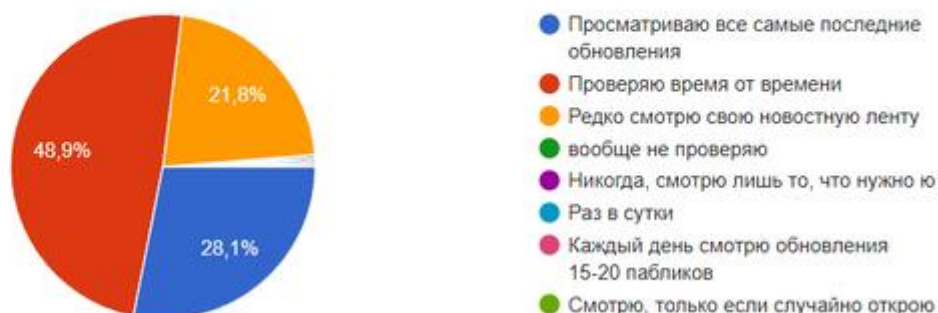 21,8%
48,9%
28,1%
Просматриваю все самые последние
обновления
Проверяю время от времени
Редко смотрю свою новостную ленту
вообще не проверяю
Никогда, смотрю лишь то, что нужно ю
Раз в сутки
Каждый день смотрю обновления
15-20 пабликов
Смотрю, только если случайно открою